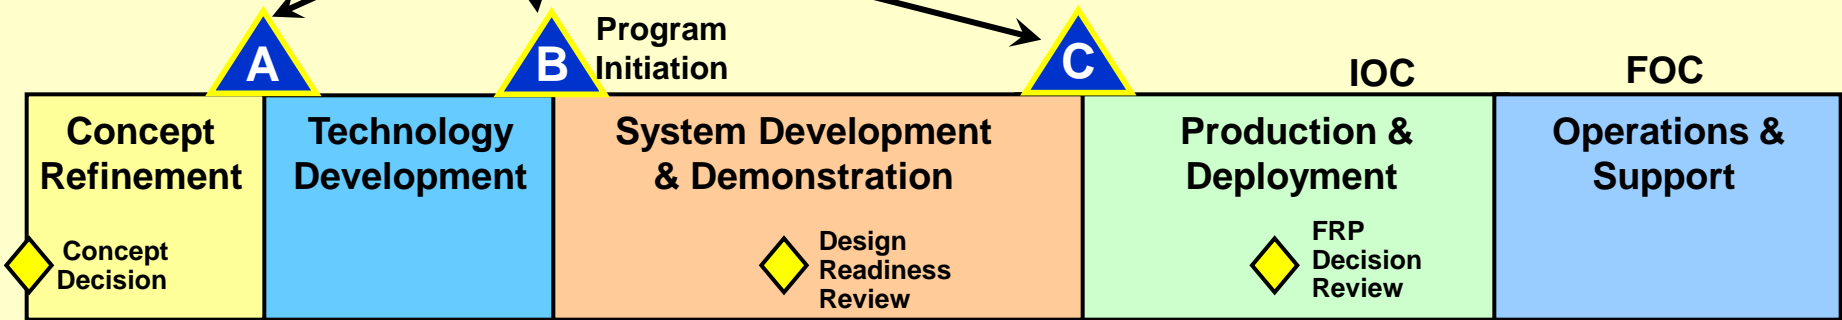 A
B
Program
Initiation
C
IOC
FOC
Concept
Refinement
Technology
Development
System Development
& Demonstration
Production &
Deployment
Operations &
Support
Concept
Decision
Design
Readiness
Review
FRP
Decision
Review